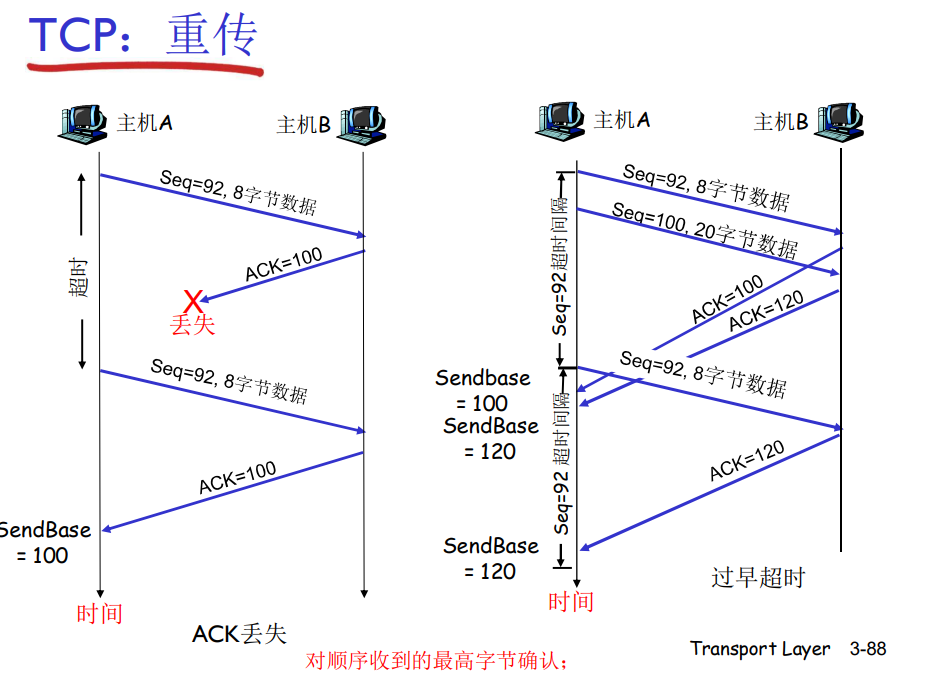 TCP：重传
主机A
主机B
Seq=92, 8字节数据
ACK=100
X
丢失
超时
Seq=92, 8字节数据
ACK=100
SendBase
= 100
时间
ACK丢失
主机A
主机B
Seq=92, 8字节数据
Seq=100, 20字节数据
Seq=92超时间隔
ACK=100
ACK=120
Seq=92, 8字节数据
Sendbase
= 100
SendBase
= 120
Seq=92 超时间隔
ACK=120
SendBase
= 120
时间
过早超时
对顺序收到的最高字节确认；
Transport Layer 3-88